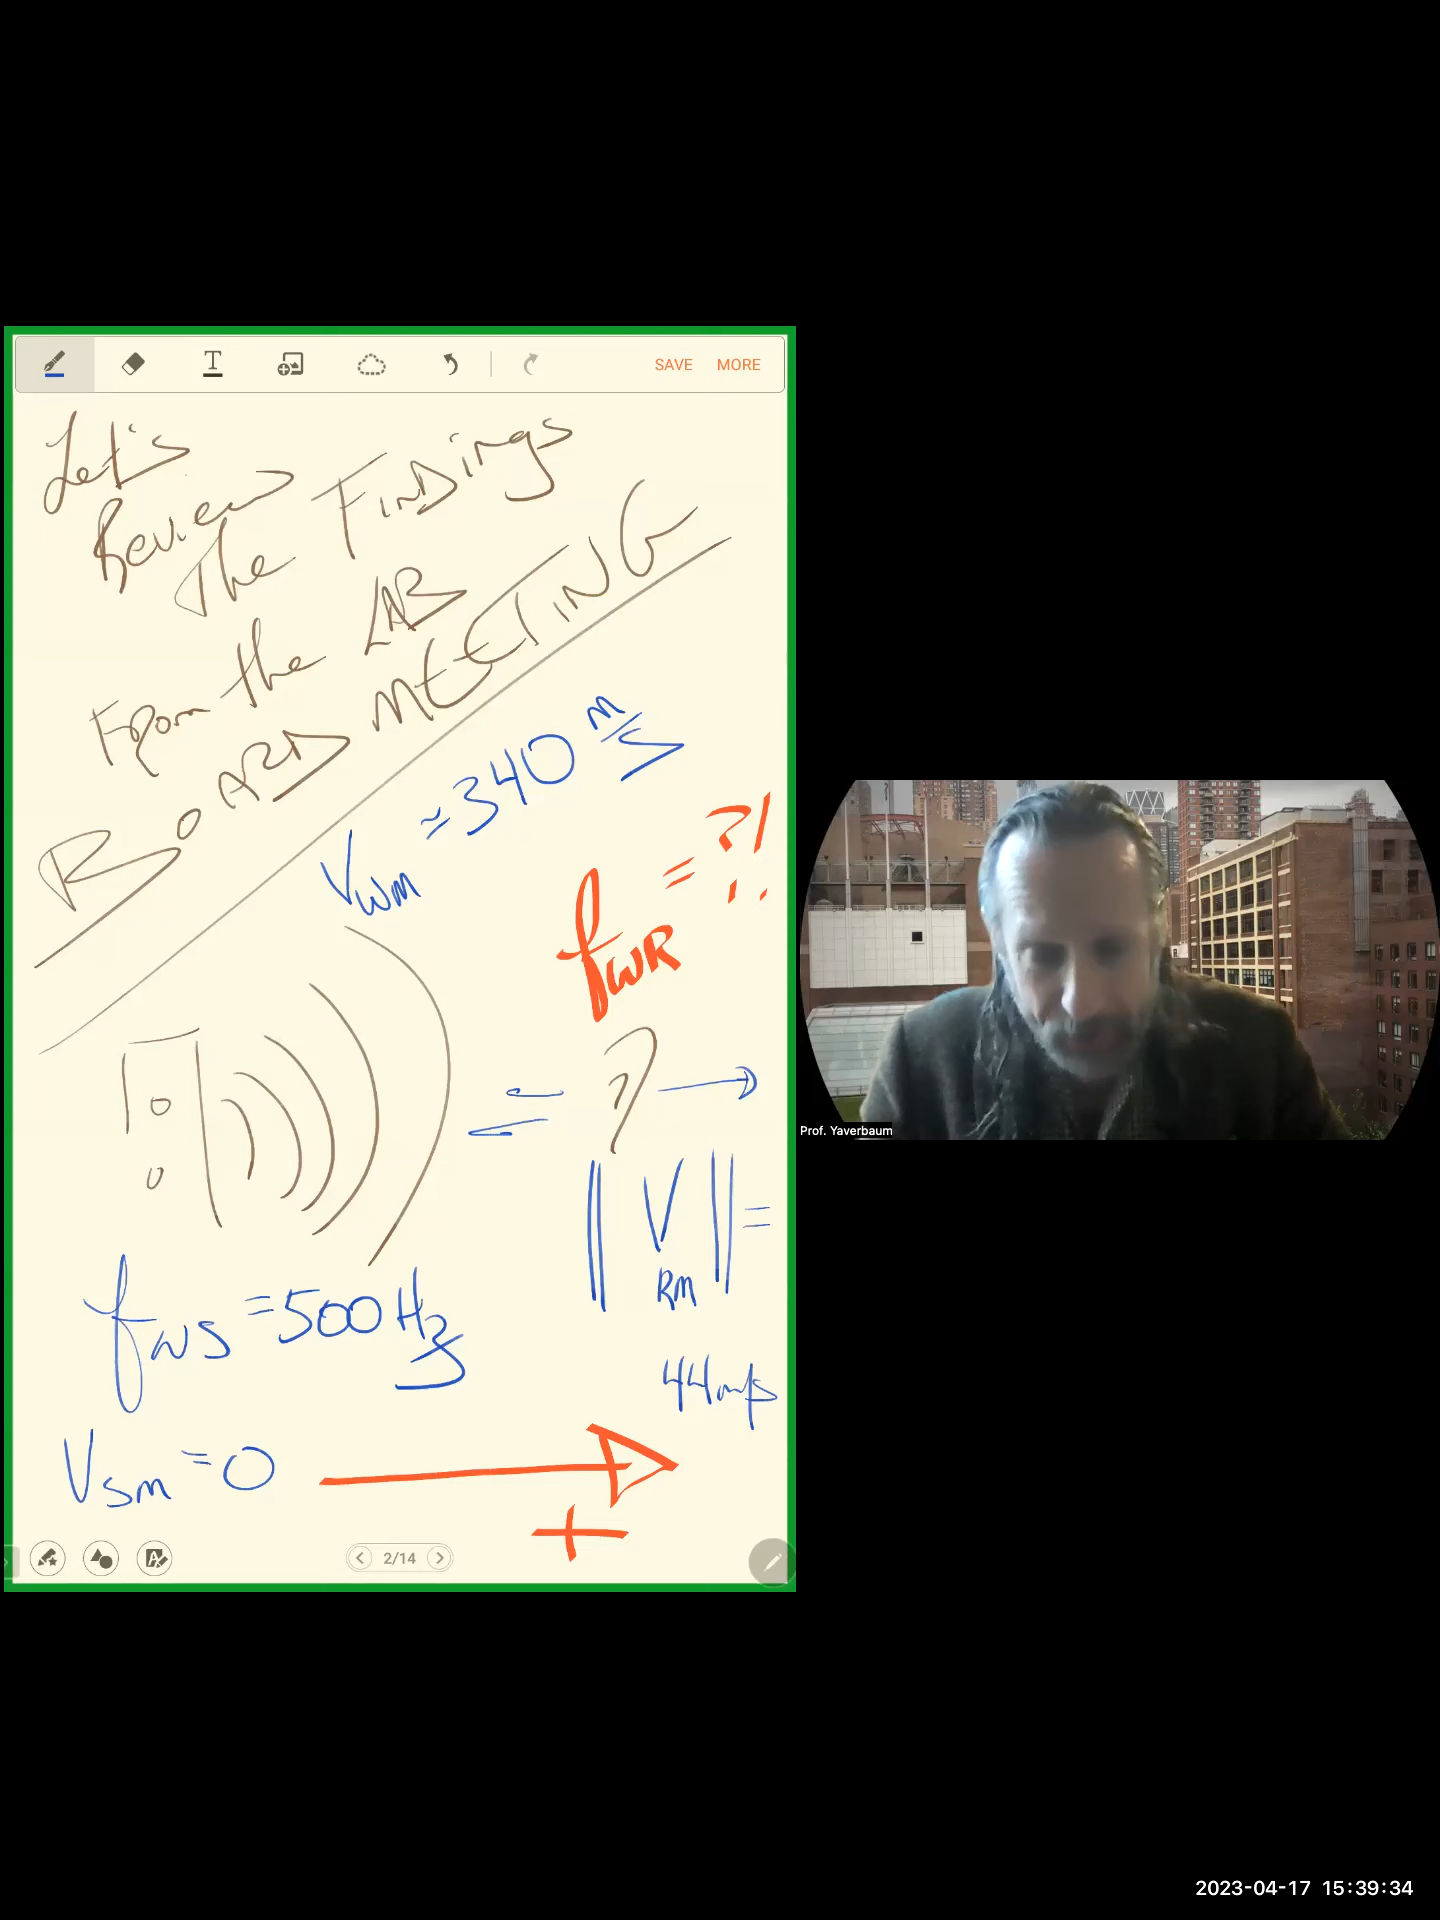 SAVE MORE
Let's
Review
The Findings
From the LAB
BOARD MEETING
VWM ≈ 340 m/s
fWR = ?!
|| V RM || =
44 m/s
fWS = 500 Hz
VSM = 0
+
2/14
Prof. Yaverbaum
2023-04-17 15:39:34